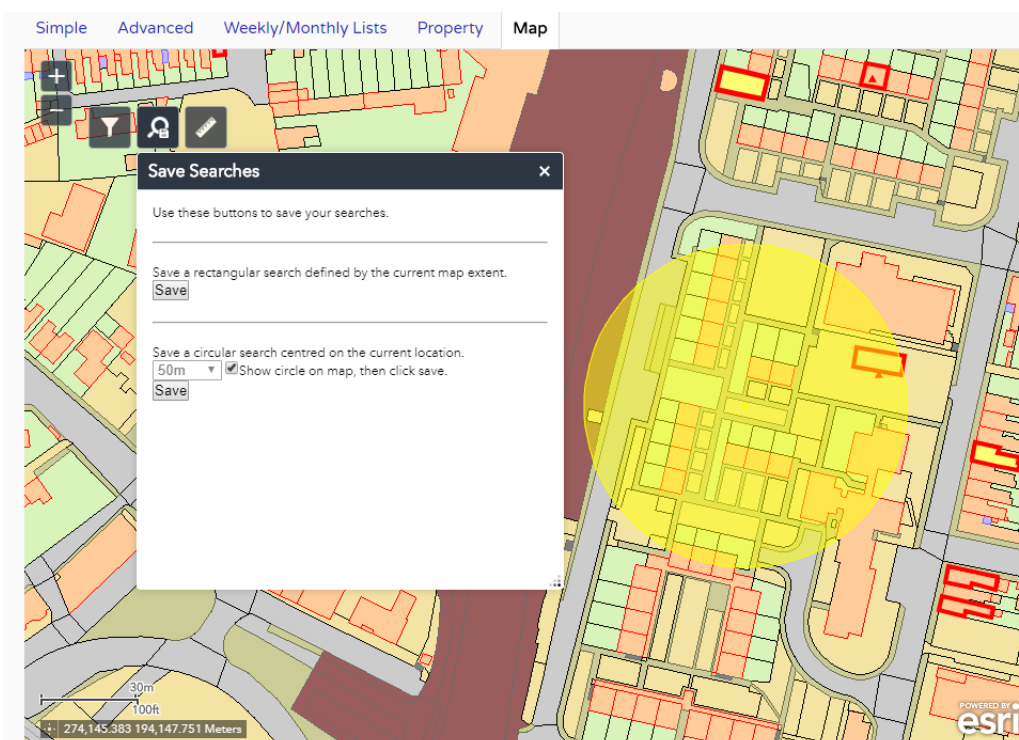 Simple Advanced Weekly/Monthly Lists Property Map
+
−
Save Searches ×
Use these buttons to save your searches.
Save a rectangular search defined by the current map extent.
Save
Save a circular search centred on the current location.
50m Show circle on map, then click save.
Save
30m
100ft
274,145.383 194,147.751 Meters
POWERED BY
esri